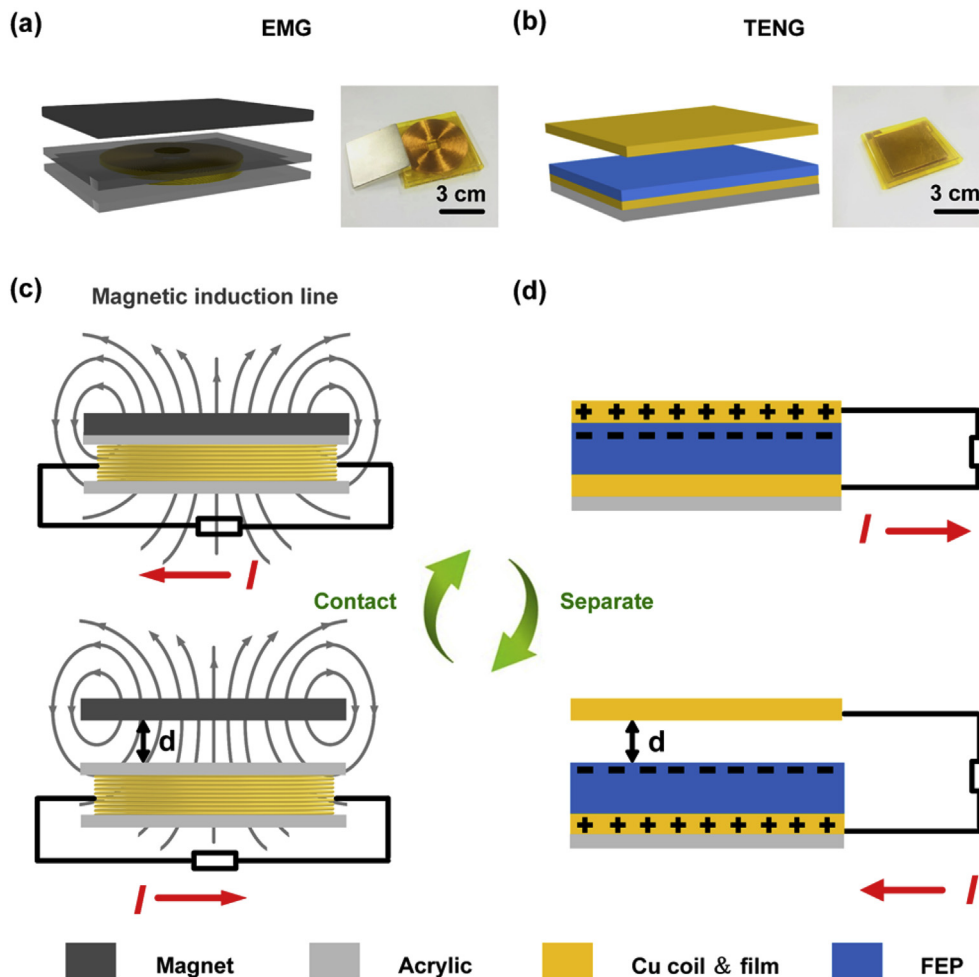 (a)
EMG
3 cm
(b)
TENG
3 cm
(c)
Magnetic induction line
I
(d)
I
Contact
Separate
d
I
d
I
Magnet
Acrylic
Cu coil & film
FEP